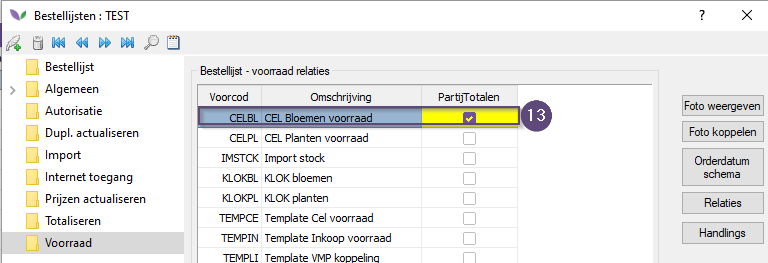 Bestellijsten : TEST
Bestellijst
Algemeen
Autorisatie
Dupl. actualiseren
Import
Internet toegang
Prijzen actualiseren
Totaliseren
Voorraad
Bestellijst - voorraad relaties
Voorcod Omschrijving PartijTotalen
CELBL CEL Bloemen voorraad 13
CELPL CEL Planten voorraad
IMSTCK Import stock
KLOKBL KLOK bloemen
KLOKPL KLOK planten
TEMPCE Template Cel voorraad
TEMPIN Template Inkoop voorraad
TEMPLI Template VMP koppeling
Foto weergeven
Foto koppelen
Orderdatum
schema
Relaties
Handlings